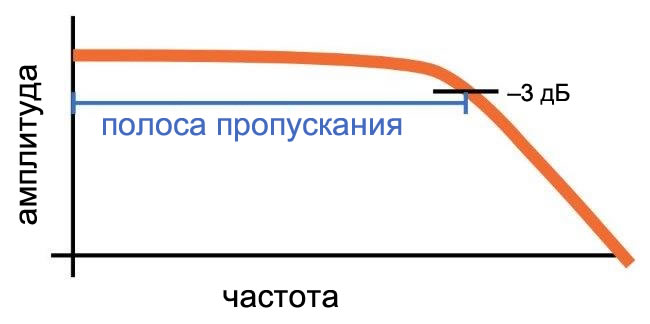 амплитуда
–3 дБ
полоса пропускания
частота